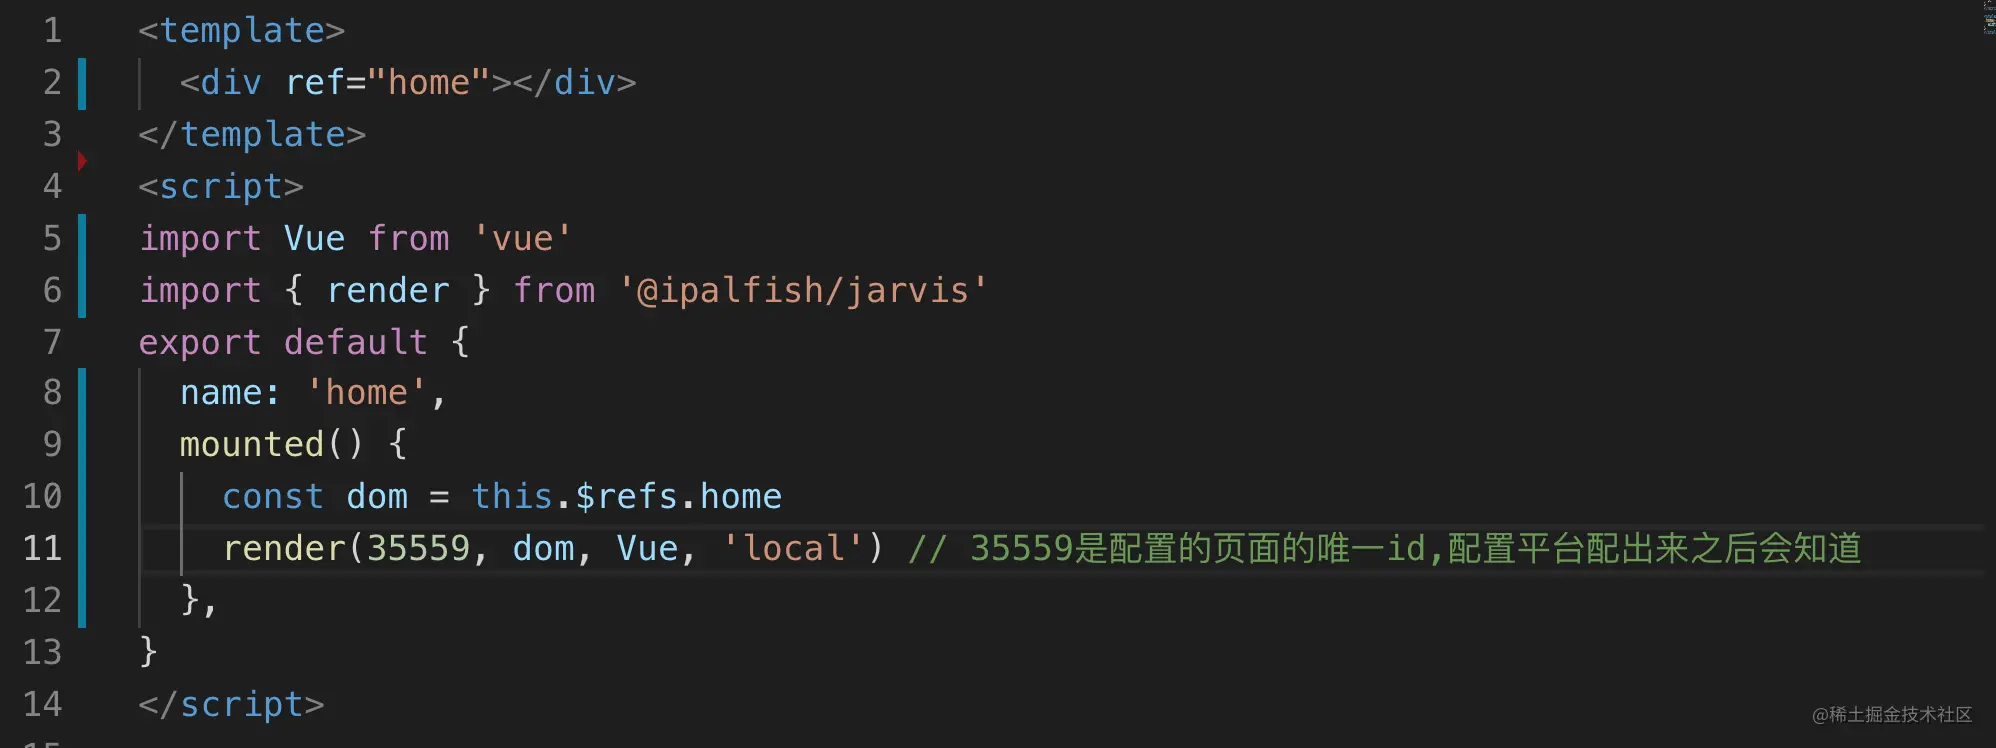 1 <template>
2 <div ref="home"></div>
3 </template>
4 <script>
5 import Vue from 'vue'
6 import { render } from '@ipalfish/jarvis'
7 export default {
8 name: 'home',
9 mounted() {
10 const dom = this.$refs.home
11 render(35559, dom, Vue, 'local') // 35559是配置的页面的唯一id,配置平台配出来之后会知道
12 },
13 }
14 </script>
@稀土掘金技术社区